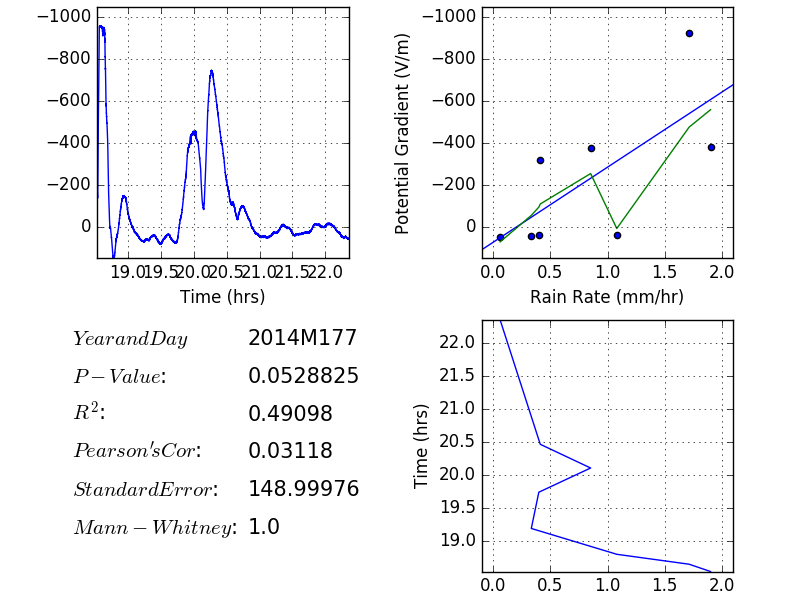 −1000
−800
−600
−400
−200
0
19.0 19.5 20.0 20.5 21.0 21.5 22.0
Time (hrs)
Potential Gradient (V/m)
−1000
−800
−600
−400
−200
0
0.0 0.5 1.0 1.5 2.0
Rain Rate (mm/hr)
YearandDay 2014M177
P−Value: 0.0528825
R²: 0.49098
Pearson'sCor: 0.03118
StandardError: 148.99976
Mann−Whitney: 1.0
Time (hrs)
22.0
21.5
21.0
20.5
20.0
19.5
19.0
0.0 0.5 1.0 1.5 2.0